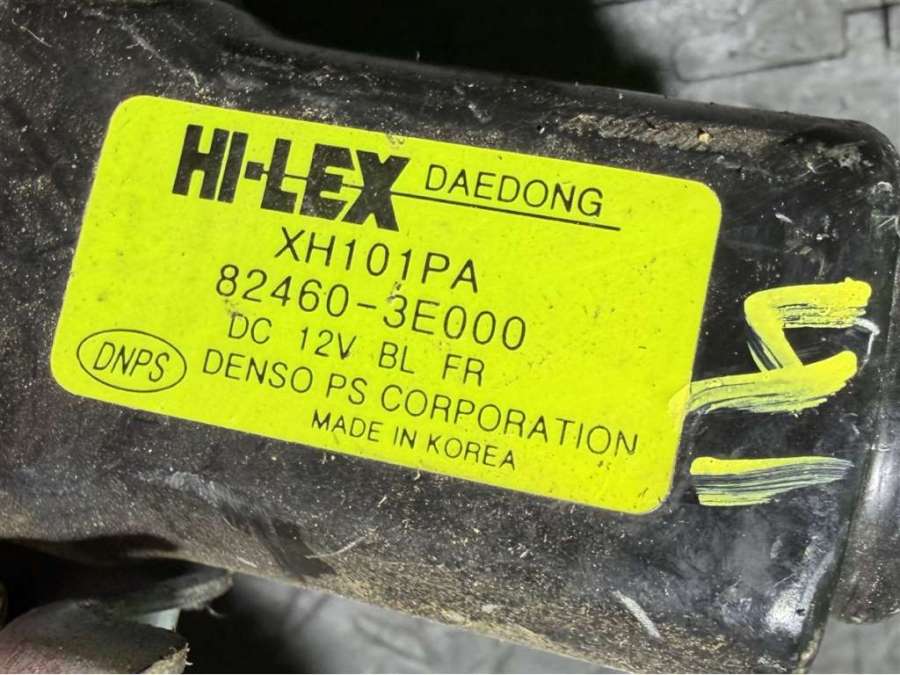 HI-LEX DAEDONG
XH101PA
82460-3E000
DC 12V BL FR
DNPS DENSO PS CORPORATION
MADE IN KOREA